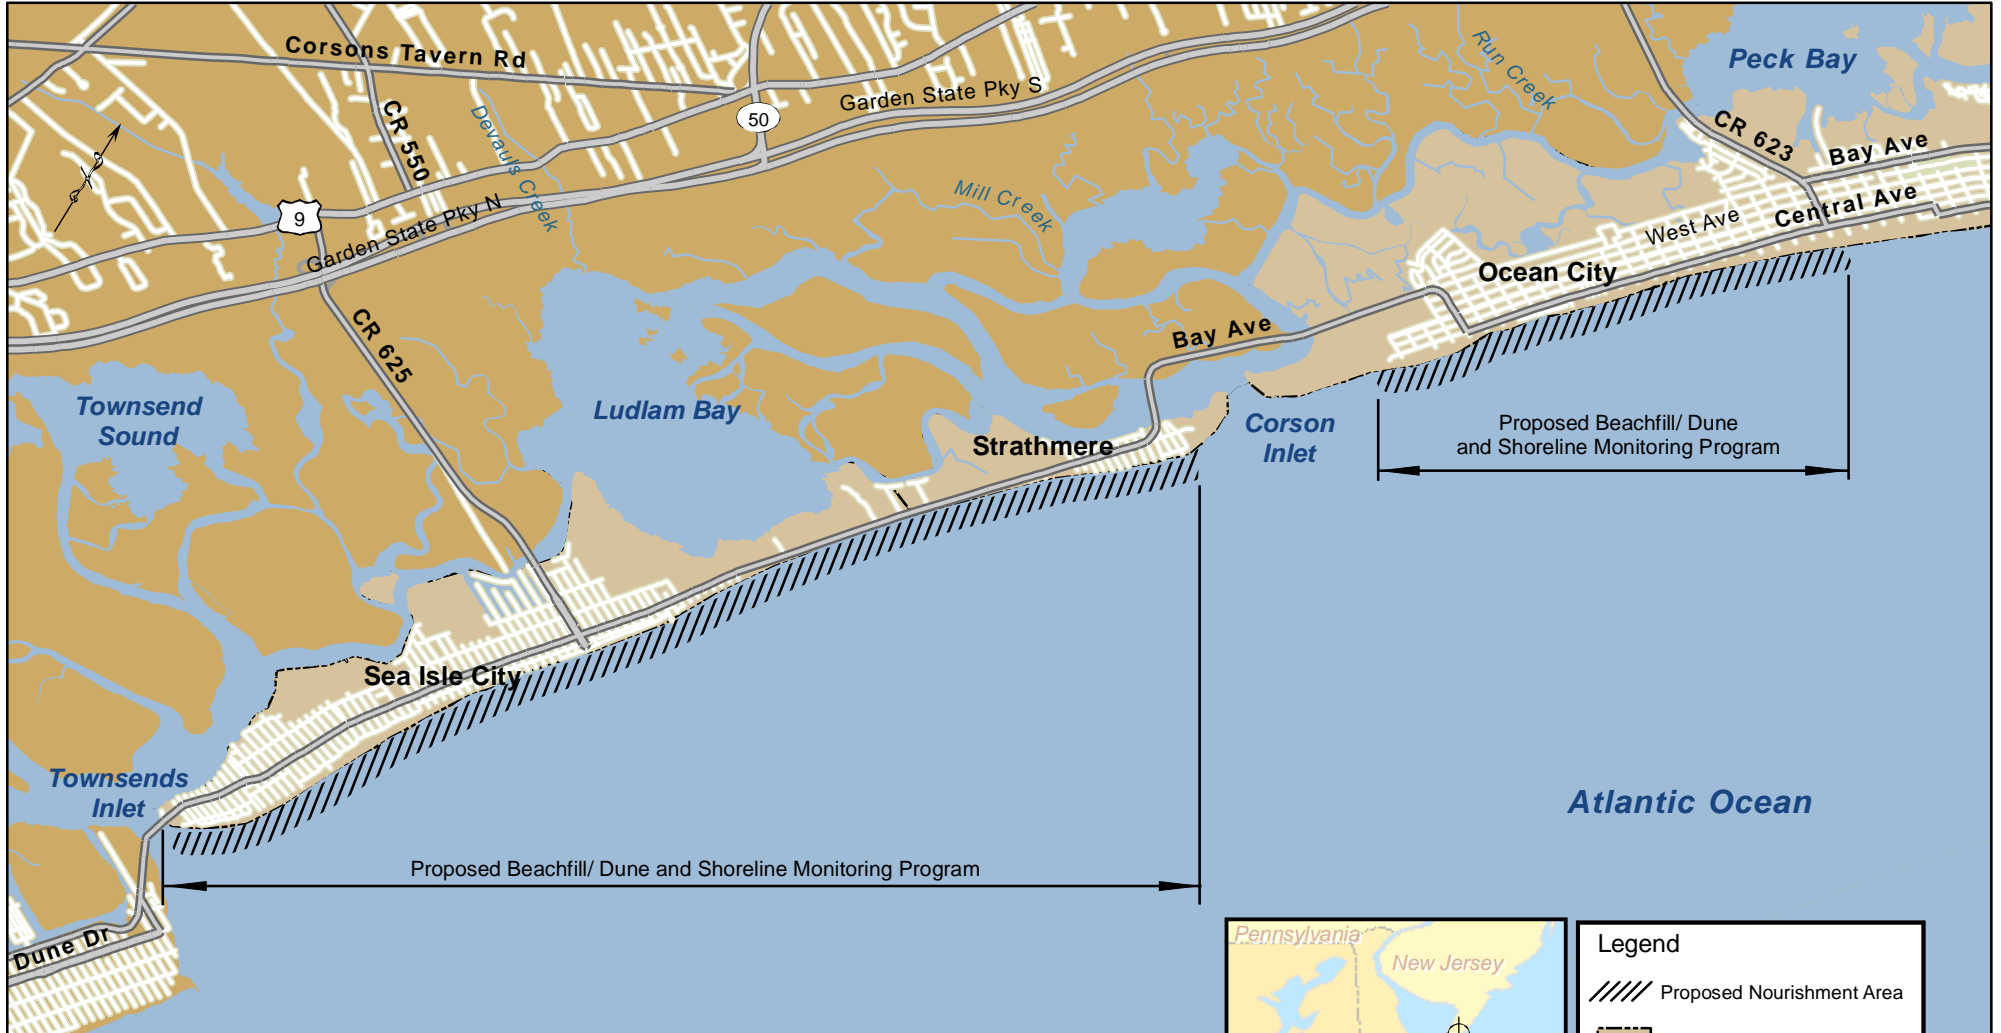 Corsons Tavern Rd
CR 550
Devauls Creek
50
Garden State Pky S
Run Creek
Peck Bay
CR 623
Bay Ave
Central Ave
West Ave
Mill Creek
9
Garden State Pky N
CR 625
Ocean City
Bay Ave
Townsend
Sound
Ludlam Bay
Strathmere
Corson
Inlet
Proposed Beachfill/ Dune
and Shoreline Monitoring Program
Sea Isle City
Townsends
Inlet
Atlantic Ocean
Proposed Beachfill/ Dune and Shoreline Monitoring Program
Dune Dr
Pennsylvania
New Jersey
Legend
Proposed Nourishment Area